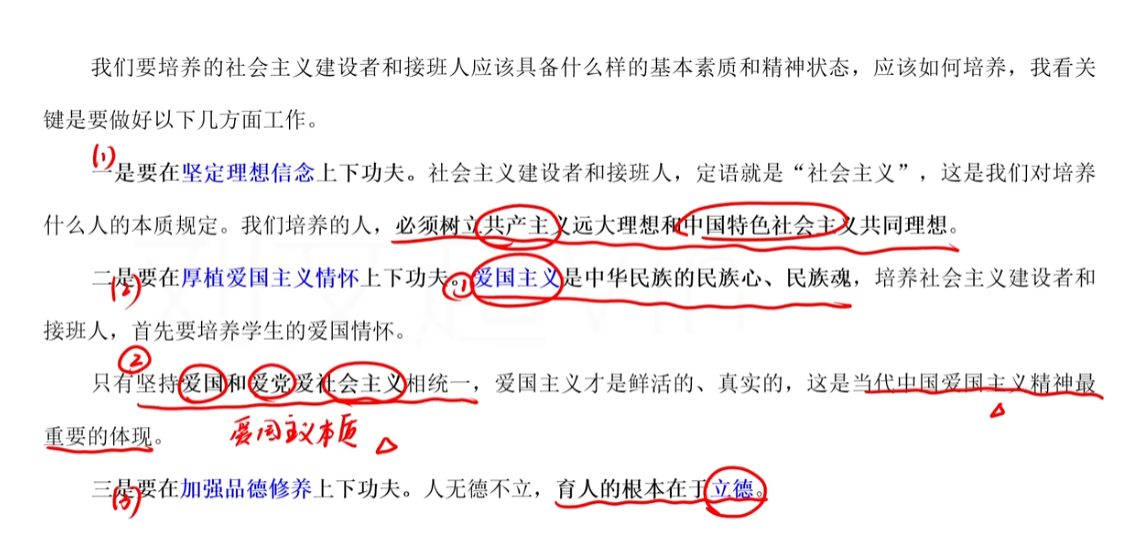 我们要培养的社会主义建设者和接班人应该具备什么样的基本素质和精神状态，应该如何培养，我看关
键是要做好以下几方面工作。
(1)
一是要在坚定理想信念上下功夫。社会主义建设者和接班人，定语就是“社会主义”，这是我们对培养
什么人的本质规定。我们培养的人，必须树立共产主义远大理想和中国特色社会主义共同理想。
二是要在厚植爱国主义情怀上下功夫。①爱国主义是中华民族的民族心、民族魂，培养社会主义建设者和
(2)
接班人，首先要培养学生的爱国情怀。
②
只有坚持爱国和爱党爱社会主义相统一，爱国主义才是鲜活的、真实的，这是当代中国爱国主义精神最
重要的体现。 爱国主义本质
三是要在加强品德修养上下功夫。人无德不立，育人的根本在于立德。
(3)